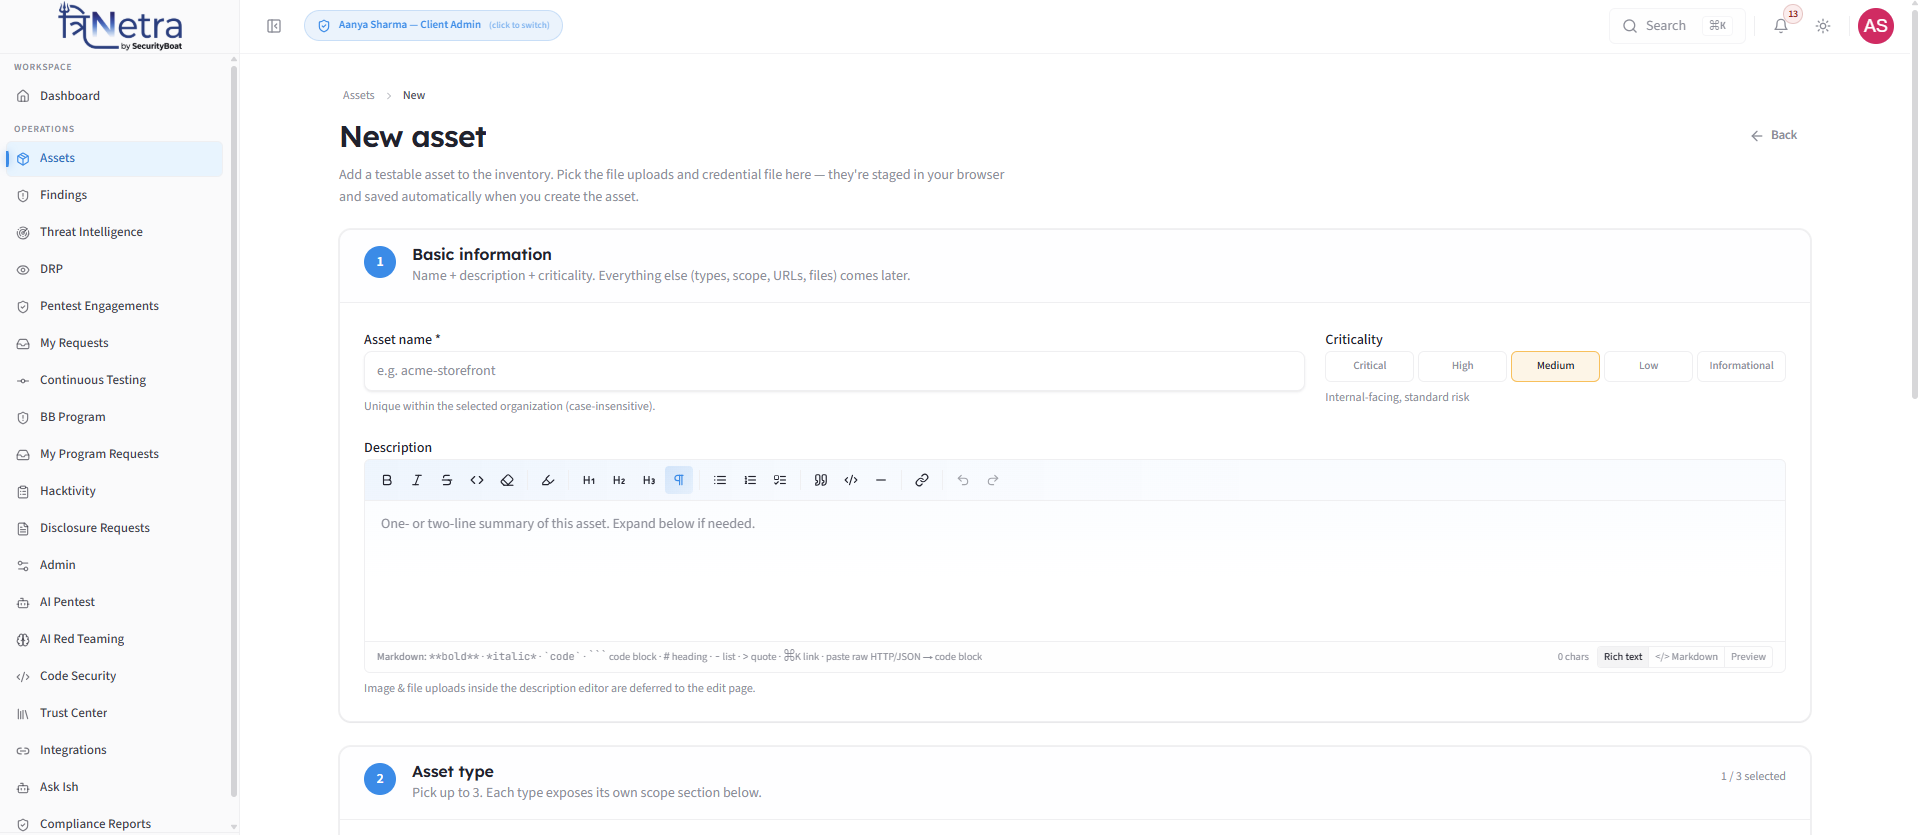 त्रिNetra
by SecurityBoat
Aanya Sharma — Client Admin (click to switch)
Search ⌘K
13
AS
WORKSPACE
Dashboard
OPERATIONS
Assets
Findings
Threat Intelligence
DRP
Pentest Engagements
My Requests
Continuous Testing
BB Program
My Program Requests
Hacktivity
Disclosure Requests
Admin
AI Pentest
AI Red Teaming
Code Security
Trust Center
Integrations
Ask Ish
Compliance Reports
Assets > New
New asset
← Back
Add a testable asset to the inventory. Pick the file uploads and credential file here — they're staged in your browser
and saved automatically when you create the asset.
1
Basic information
Name + description + criticality. Everything else (types, scope, URLs, files) comes later.
Asset name *
e.g. acme-storefront
Unique within the selected organization (case-insensitive).
Criticality
Critical High Medium Low Informational
Internal-facing, standard risk
Description
B I S <> H1 H2 H3 ¶ </> —
One- or two-line summary of this asset. Expand below if needed.
Markdown: **bold** · *italic* · `code` · ``` code block · # heading · - list · > quote · ⌘K link · paste raw HTTP/JSON → code block
0 chars Rich text </> Markdown Preview
Image & file uploads inside the description editor are deferred to the edit page.
2
Asset type
Pick up to 3. Each type exposes its own scope section below.
1 / 3 selected